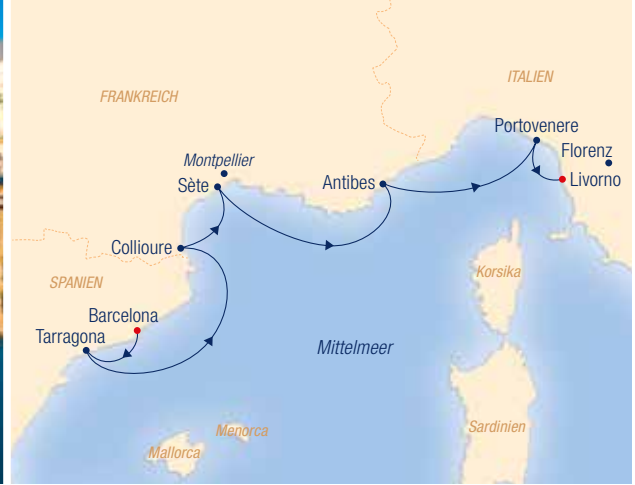 ITALIEN
FRANKREICH
Portovenere
Florenz
Montpellier
Livorno
Sète
Antibes
Collioure
Korsika
SPANIEN
Barcelona
Tarragona
Mittelmeer
Sardinien
Menorca
Mallorca